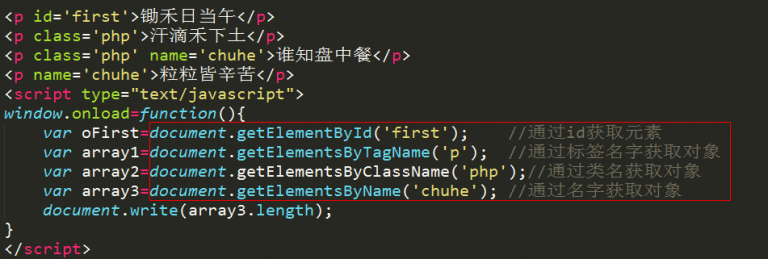 <p id='first'>锄禾日当午</p>
<p class='php'>汗滴禾下土</p>
<p class='php' name='chuhe'>谁知盘中餐</p>
<p name='chuhe'>粒粒皆辛苦</p>
<script type="text/javascript">
window.onload=function(){
    var oFirst=document.getElementById('first');    //通过id获取元素
    var array1=document.getElementsByTagName('p');  //通过标签名字获取对象
    var array2=document.getElementsByClassName('php');//通过类名获取对象
    var array3=document.getElementsByName('chuhe'); //通过名字获取对象
    document.write(array3.length);
}
</script>